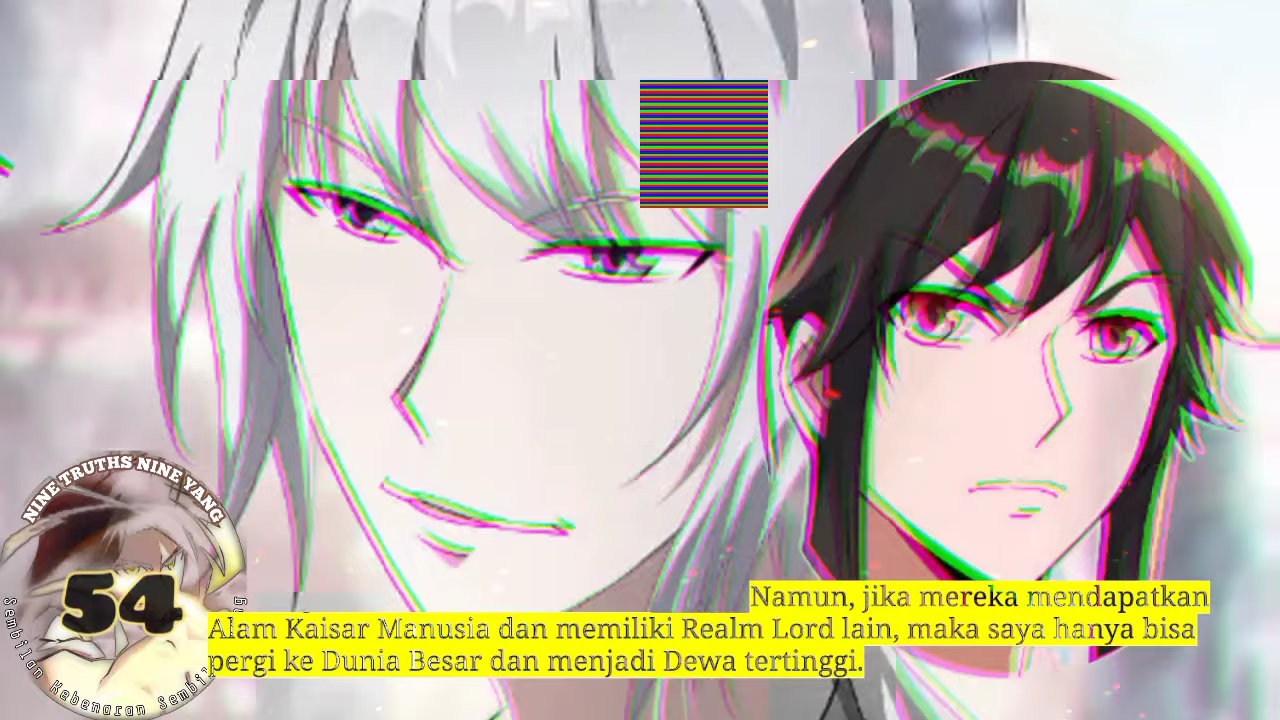 NINE TRUTHS NINE YANG
54
Sembilan Kebenaran Sembil
Namun, jika mereka mendapatkan
Alam Kaisar Manusia dan memiliki Realm Lord lain, maka saya hanya bisa
pergi ke Dunia Besar dan menjadi Dewa tertinggi.